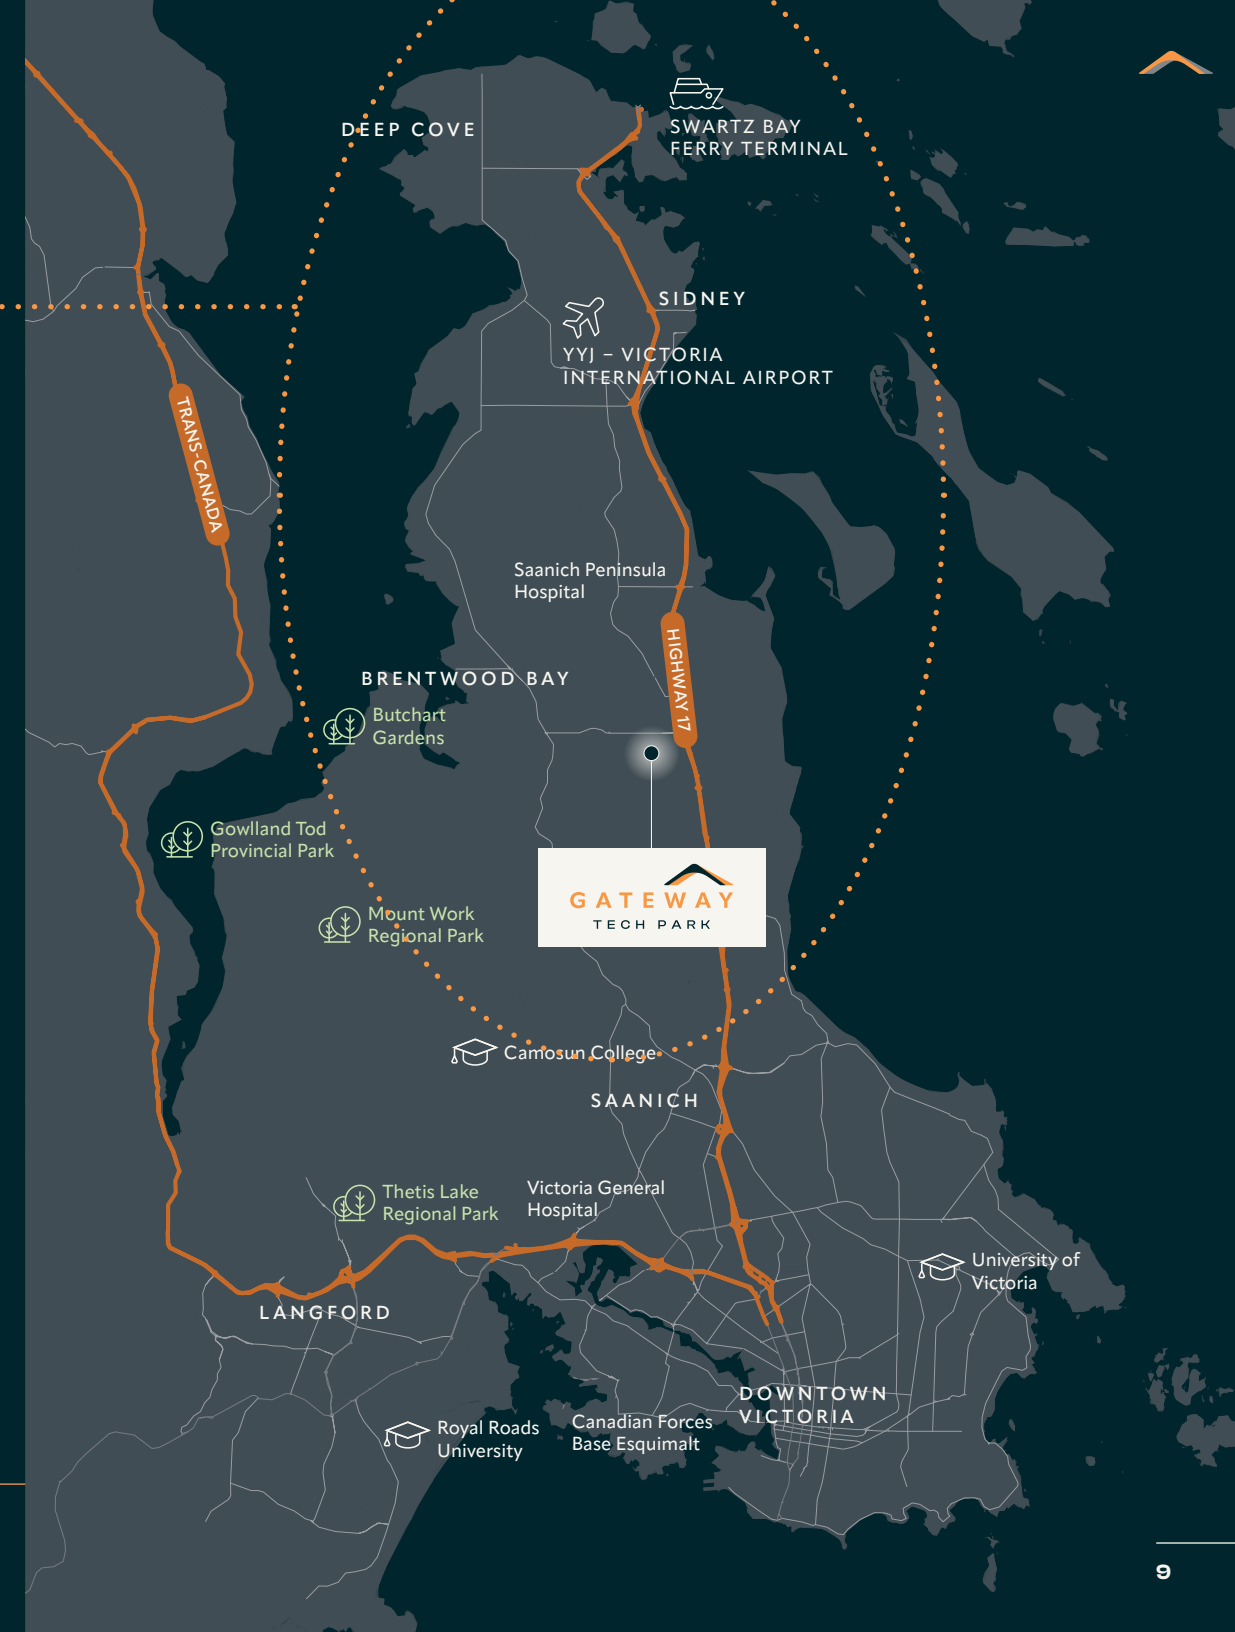 DEEP COVE
SWARTZ BAY
FERRY TERMINAL
SIDNEY
YYJ – VICTORIA
INTERNATIONAL AIRPORT
TRANS-CANADA
Saanich Peninsula
Hospital
HIGHWAY 17
BRENTWOOD BAY
Butchart
Gardens
Gowlland Tod
Provincial Park
GATEWAY
TECH PARK
Mount Work
Regional Park
Camosun College
SAANICH
Thetis Lake
Regional Park
Victoria General
Hospital
University of
Victoria
LANGFORD
DOWNTOWN
VICTORIA
Royal Roads
University
Canadian Forces
Base Esquimalt
9